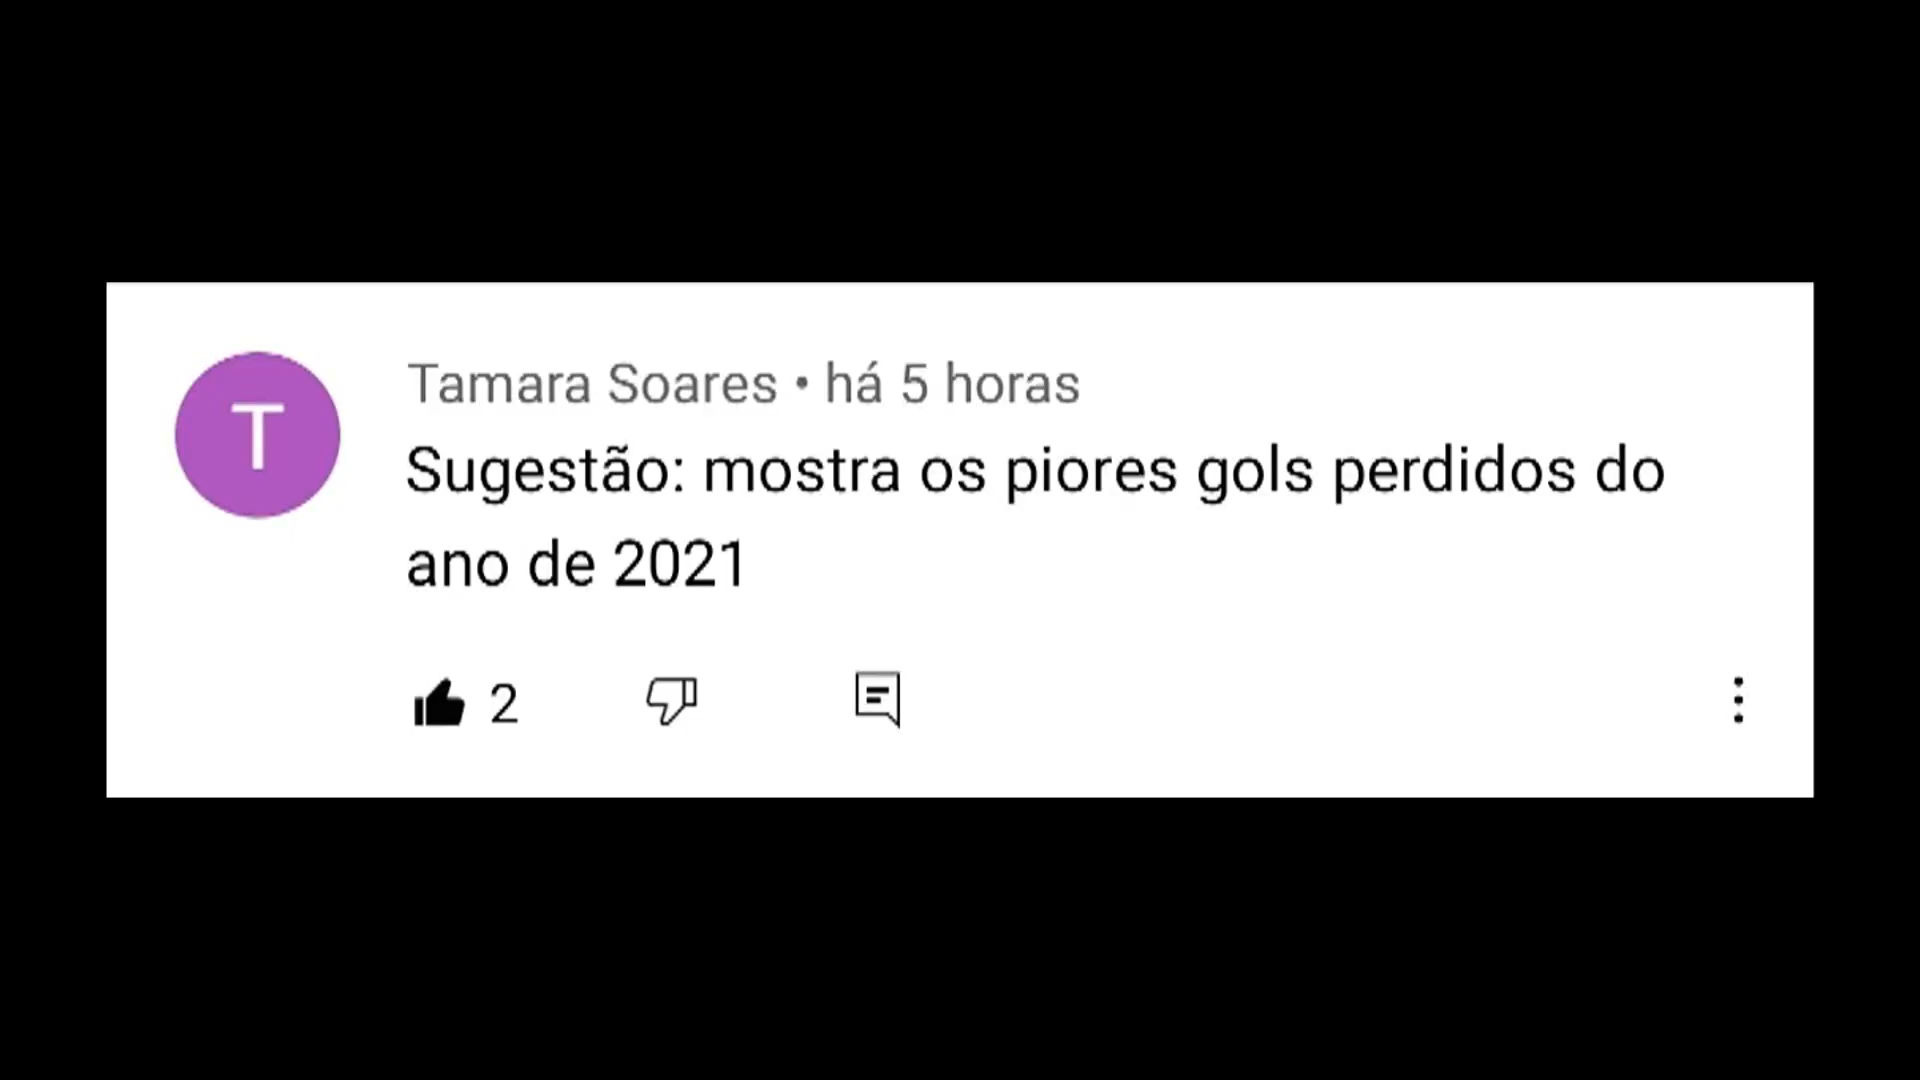 T
Tamara Soares • há 5 horas
Sugestão: mostra os piores gols perdidos do
ano de 2021
2